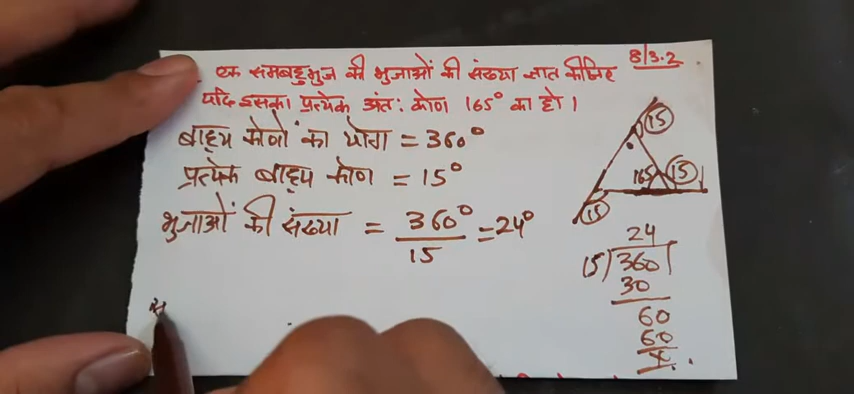 एक समबहुभुज की भुजाओं की संख्या ज्ञात कीजिए 8/3.2
यदि इसका प्रत्येक अंत: कोण 165° का हो ।
बाह्य कोणों का योग = 360°
प्रत्येक बाह्य कोण = 15°
भुजाओं की संख्या = 360° / 15 = 24°
15
165 15
15
24
15) 360
30
60
60